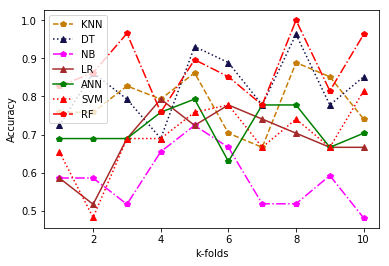 1.0
0.9
0.8
0.7
0.6
0.5
Accuracy
KNN
DT
NB
LR
ANN
SVM
RF
2 4 6 8 10
k-folds